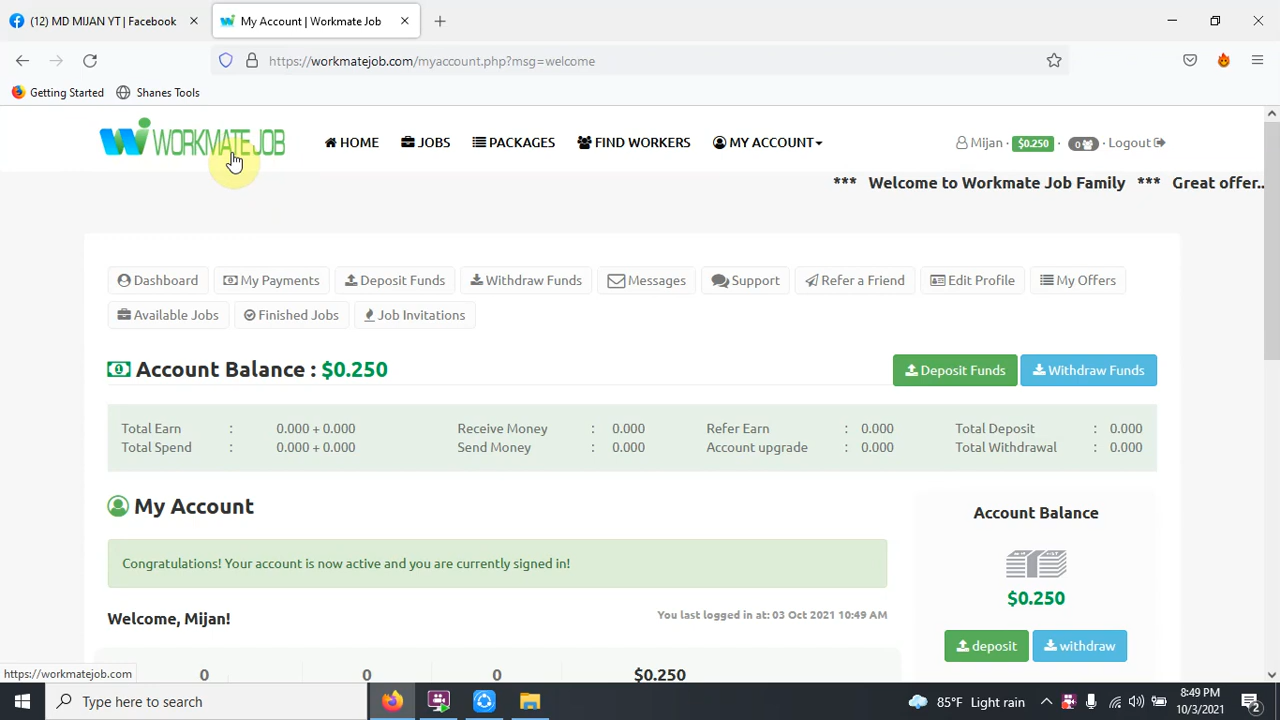 (12) MD MIJAN YT | Facebook
My Account | Workmate Job
https://workmatejob.com/myaccount.php?msg=welcome
Getting Started
Shanes Tools
WORKMATE JOB
HOME
JOBS
PACKAGES
FIND WORKERS
MY ACCOUNT
Mijan
$0.250
0
Logout
*** Welcome to Workmate Job Family *** Great offer..
Dashboard
My Payments
Deposit Funds
Withdraw Funds
Messages
Support
Refer a Friend
Edit Profile
My Offers
Available Jobs
Finished Jobs
Job Invitations
Account Balance : $0.250
Deposit Funds
Withdraw Funds
Total Earn : 0.000 + 0.000
Receive Money : 0.000
Refer Earn : 0.000
Total Deposit : 0.000
Total Spend : 0.000 + 0.000
Send Money : 0.000
Account upgrade : 0.000
Total Withdrawal : 0.000
My Account
Account Balance
Congratulations! Your account is now active and you are currently signed in!
$0.250
Welcome, Mijan!
You last logged in at: 03 Oct 2021 10:49 AM
deposit
withdraw
0
0
0
$0.250
https://workmatejob.com
Type here to search
85°F Light rain
8:49 PM
10/3/2021
2